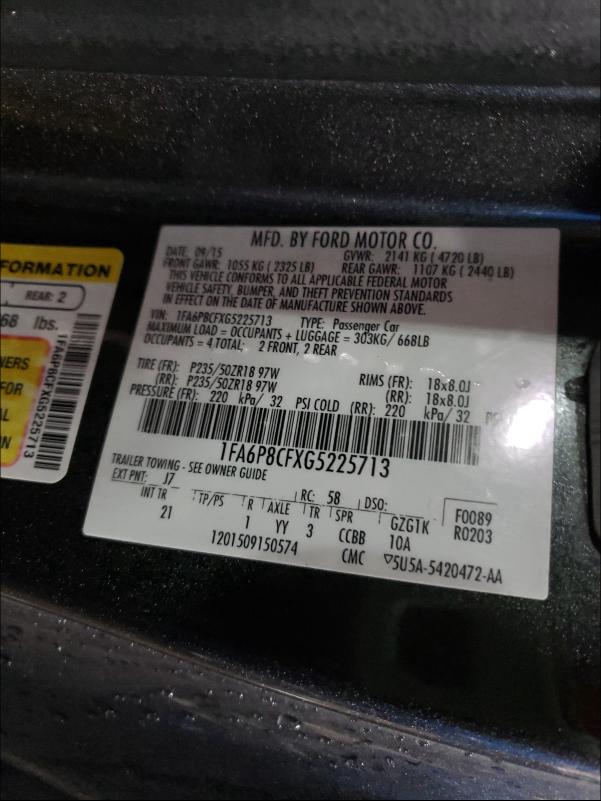 FORMATION
REAR: 2
68 lbs.
NERS
FOR
AL
ON
1FA6P8CFXG5225713
MFD. BY FORD MOTOR CO.
DATE: 09/15 GVWR: 2141 KG ( 4720 LB)
FRONT GAWR: 1055 KG ( 2325 LB) REAR GAWR: 1107 KG ( 2440 LB)
THIS VEHICLE CONFORMS TO ALL APPLICABLE FEDERAL MOTOR
VEHICLE SAFETY, BUMPER, AND THEFT PREVENTION STANDARDS
IN EFFECT ON THE DATE OF MANUFACTURE SHOWN ABOVE.
VIN: 1FA6P8CFXG5225713 TYPE: Passenger Car
MAXIMUM LOAD = OCCUPANTS + LUGGAGE = 303KG/ 668LB
OCCUPANTS = 4 TOTAL: 2 FRONT, 2 REAR
TIRE (FR): P235/50ZR18 97W RIMS (FR): 18x8.0J
(RR): P235/50ZR18 97W (RR): 18x8.0J
PRESSURE (FR): 220 kPa/ 32 PSI COLD (RR): 220 kPa/ 32
1FA6P8CFXG5225713
TRAILER TOWING - SEE OWNER GUIDE
EXT PNT: J7 RC: 58 DSO: F0089
INT TR TP/PS R AXLE TR SPR GZGTK R0203
21 1 YY 3 CCBB 10A
1201509150574 CMC ▽5U5A-5420472-AA